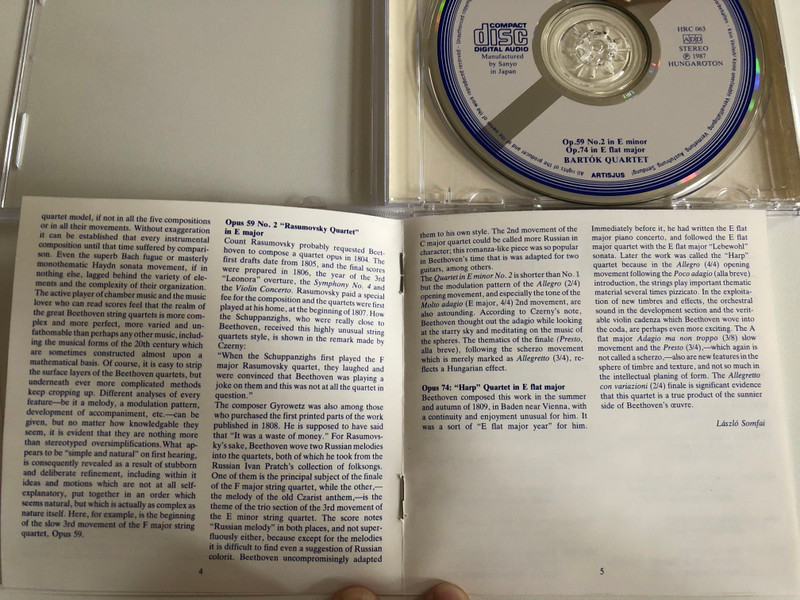 COMPACT
disc
DIGITAL AUDIO
Manufactured
by Sanyo
in Japan
HRC 063
ADD
STEREO
℗ 1987
HUNGAROTON
Op.59 No.2 in E minor
Op.74 in E flat major
BARTÓK QUARTET
ARTISJUS
All rights of the producer and of the owner of the work reproduced reserved
quartet model, if not in all the five compositions
or in all their movements. Without exaggeration
it can be established that every instrumental
composition until that time suffered by compari-
son. Even the superb Bach fugue or masterly
monothematic Haydn sonata movement, if in
nothing else, lagged behind the variety of ele-
ments and the complexity of their organization.
The active player of chamber music and the music
lover who can read scores feel that the realm of
the great Beethoven string quartets is more com-
plex and more perfect, more varied and un-
fathomable than perhaps any other music, includ-
ing the musical forms of the 20th century which
are sometimes constructed almost upon a
mathematical basis. Of course, it is easy to strip
the surface layers of the Beethoven quartets, but
underneath ever more complicated methods
keep cropping up. Different analyses of every
feature—be it a melody, a modulation pattern,
development of accompaniment, etc.—can be
given, but no matter how knowledgable they
seem, it is evident that they are nothing more
than stereotyped oversimplifications.What ap-
pears to be “simple and natural” on first hearing,
is consequently revealed as a result of stubborn
and deliberate refinement, including within it
ideas and motions which are not at all self-
explanatory, put together in an order which
seems natural, but which is actually as complex as
nature itself. Here, for example, is the beginning
of the slow 3rd movement of the F major string
quartet, Opus 59.
Opus 59 No. 2 “Rasumovsky Quartet”
in E major
Count Rasumovsky probably requested Beet-
hoven to compose a quartet opus in 1804. The
first drafts date from 1805, and the final scores
were prepared in 1806, the year of the 3rd
“Leonora” overture, the Symphony No. 4 and
the Violin Concerto. Rasumovsky paid a special
fee for the composition and the quartets were first
played at his home, at the beginning of 1807. How
the Schuppanzighs, who were really close to
Beethoven, received this highly unusual string
quartets style, is shown in the remark made by
Czerny:
“When the Schuppanzighs first played the F
major Rasumovsky quartet, they laughed and
were convinced that Beethoven was playing a
joke on them and this was not at all the quartet in
question.”
The composer Gyrowetz was also among those
who purchased the first printed parts of the work
published in 1808. He is supposed to have said
that “It was a waste of money.” For Rasumovs-
ky’s sake, Beethoven wove two Russian melodies
into the quartets, both of which he took from the
Russian Ivan Pratch’s collection of folksongs.
One of them is the principal subject of the finale
of the F major string quartet, while the other,—
the melody of the old Czarist anthem,—is the
theme of the trio section of the 3rd movement of
the E minor string quartet. The score notes
“Russian melody” in both places, and not super-
fluously either, because except for the melodies
it is difficult to find even a suggestion of Russian
colorit. Beethoven uncompromisingly adapted
4
them to his own style. The 2nd movement of the
C major quartet could be called more Russian in
character; this romanza-like piece was so popular
in Beethoven’s time that is was adapted for two
guitars, among others.
The Quartet in E minor No. 2 is shorter than No. 1
but the modulation pattern of the Allegro (2/4)
opening movement, and especially the tone of the
Molto adagio (E major, 4/4) 2nd movement, are
also astounding. According to Czerny’s note,
Beethoven thought out the adagio while looking
at the starry sky and meditating on the music of
the spheres. The thematics of the finale (Presto,
alla breve), following the scherzo movement
which is merely marked as Allegretto (3/4), re-
flects a Hungarian effect.
Opus 74: “Harp” Quartet in E flat major
Beethoven composed this work in the summer
and autumn of 1809, in Baden near Vienna, with
a continuity and enjoyment unusual for him. It
was a sort of “E flat major year” for him.
Immediately before it, he had written the E flat
major piano concerto, and followed the E flat
major quartet with the E flat major “Lebewohl”
sonata. Later the work was called the “Harp”
quartet because the Allegro (4/4) opening
movement following the Poco adagio (alla breve)
introduction, the strings play important thematic
material several times pizzicato. In the exploita-
tion of new timbres and effects, the orchestral
sound in the development section and the verit-
able violin cadenza which Beethoven wove into
the coda, are perhaps even more exciting. The A
flat major Adagio ma non troppo (3/8) slow
movement and the Presto (3/4),—which again is
not called a scherzo,—also are new features in the
sphere of timbre and texture, and not so much in
the intellectual planing of form. The Allegretto
con variazioni (2/4) finale is significant evidence
that this quartet is a true product of the sunnier
side of Beethoven’s œuvre.
László Somfai
5